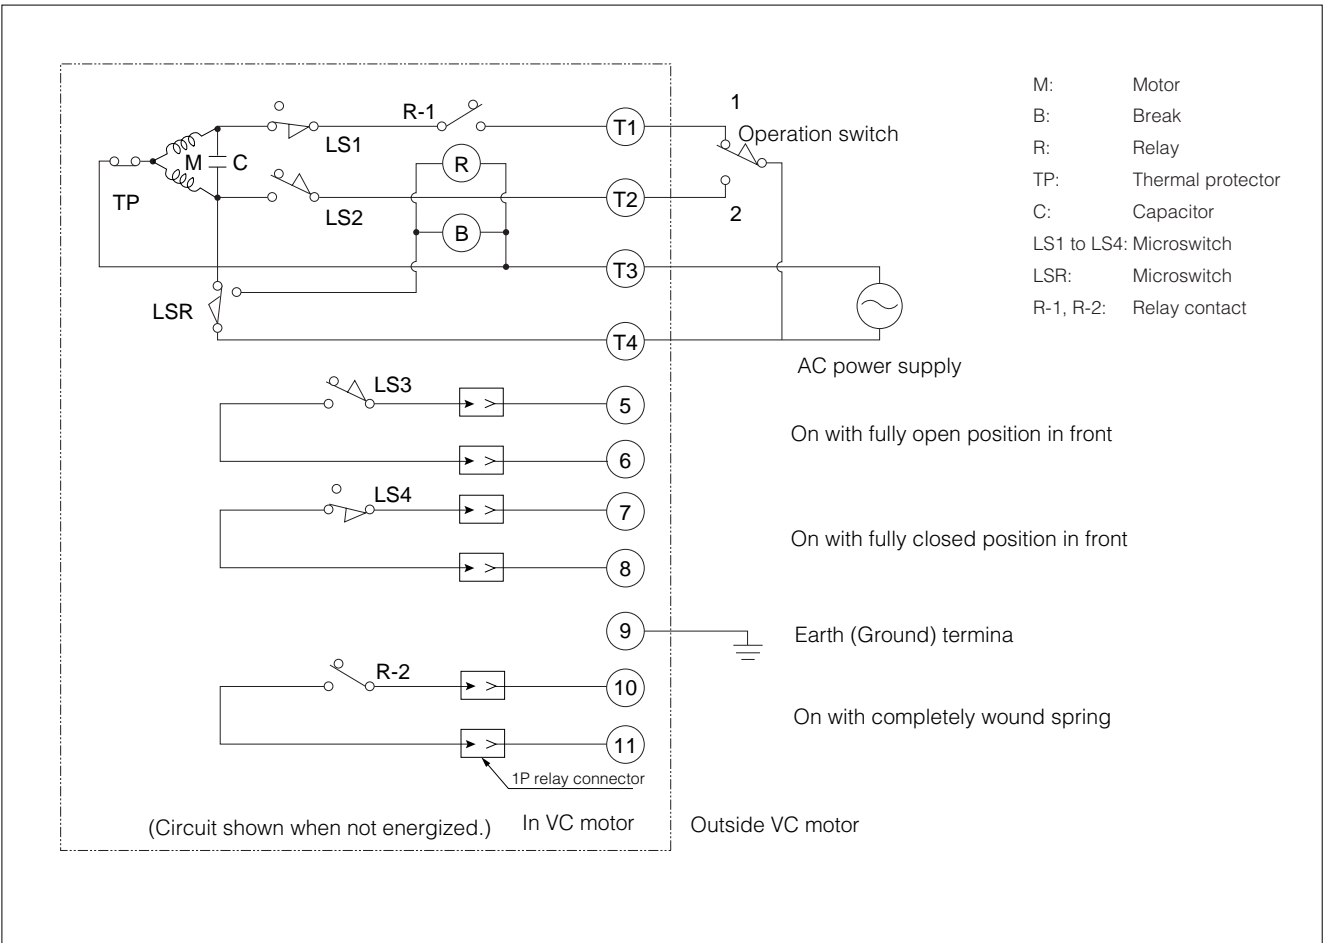 M: Motor
B: Break
R: Relay
TP: Thermal protector
C: Capacitor
LS1 to LS4: Microswitch
LSR: Microswitch
R-1, R-2: Relay contact
R-1
LS1
T1
1
Operation switch
M C
R
TP
LS2
T2
2
B
T3
LSR
T4
AC power supply
LS3
5
On with fully open position in front
6
LS4
7
On with fully closed position in front
8
9
Earth (Ground) termina
R-2
10
On with completely wound spring
11
1P relay connector
(Circuit shown when not energized.)
In VC motor
Outside VC motor